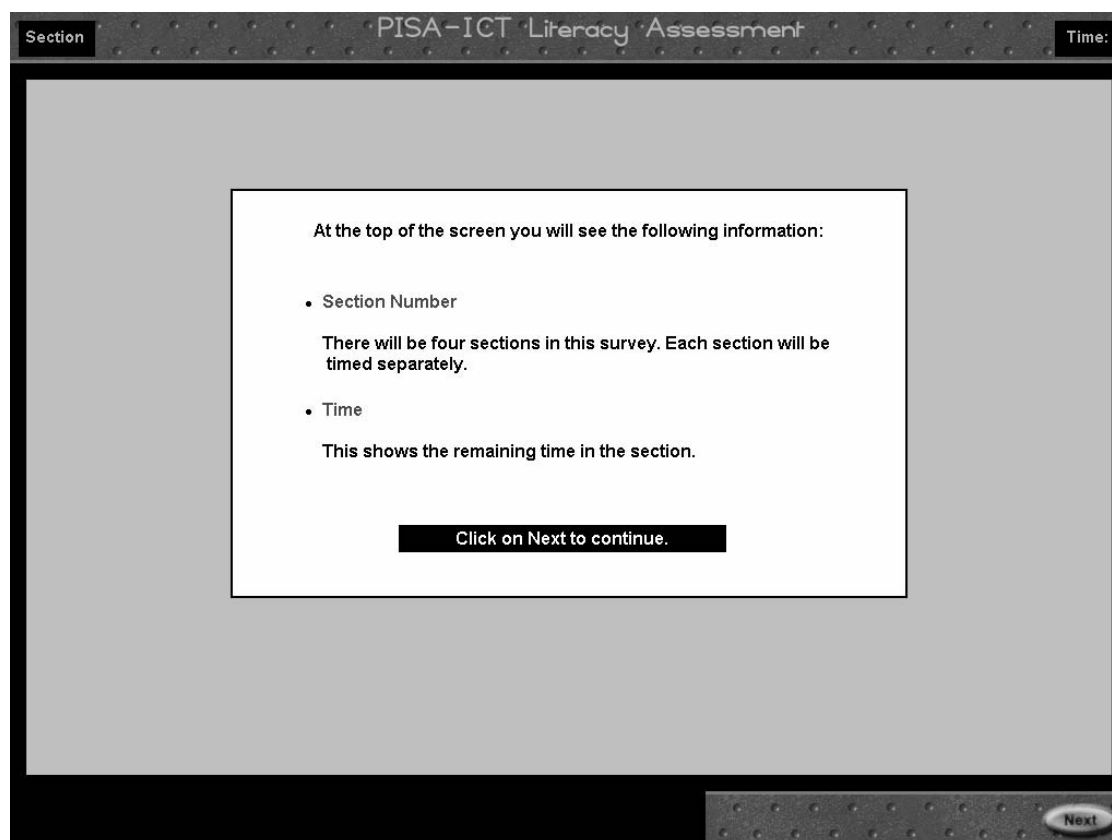 Section
PISA-ICT Literacy Assessment
Time:
At the top of the screen you will see the following information:
• Section Number
There will be four sections in this survey. Each section will be
timed separately.
• Time
This shows the remaining time in the section.
Click on Next to continue.
Next